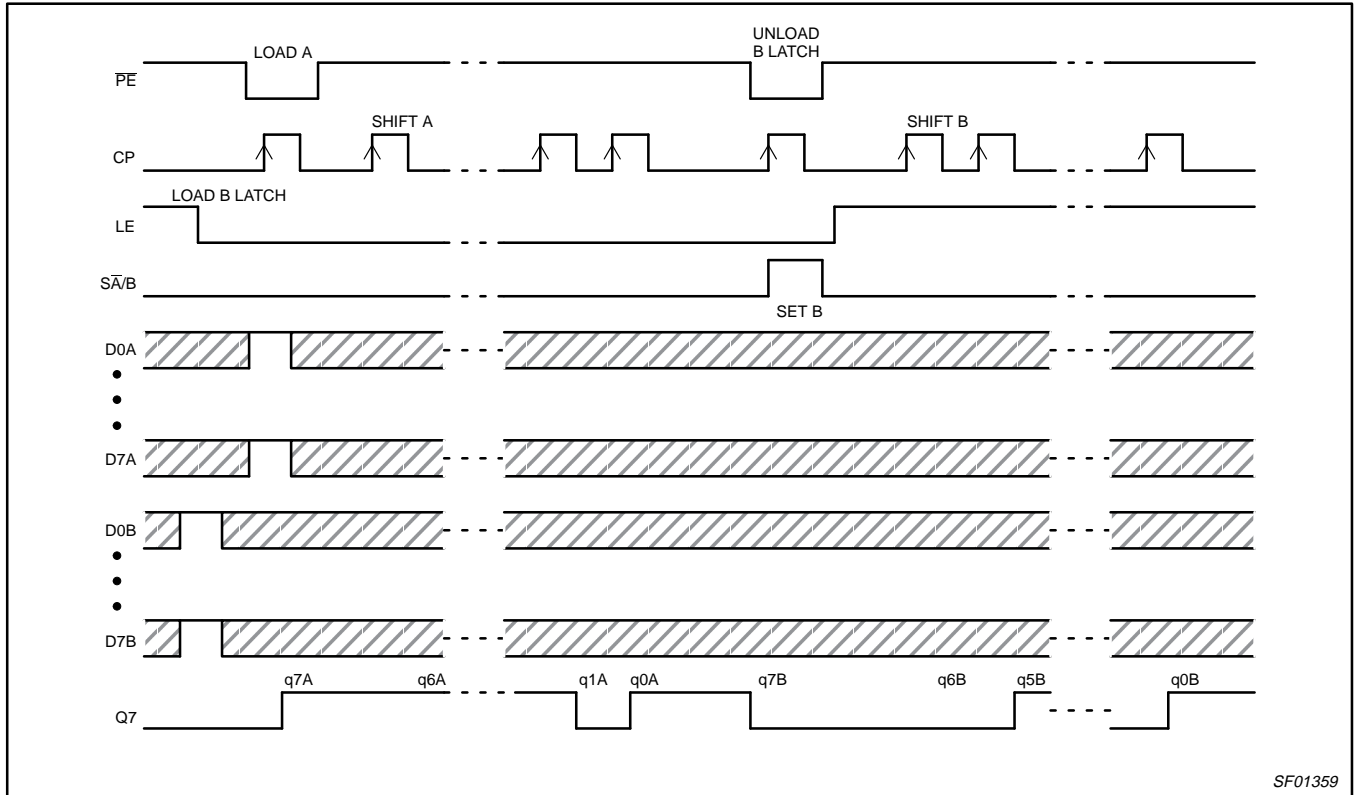 LOAD A
UNLOAD
B LATCH
P̅E̅
SHIFT A
SHIFT B
CP
LOAD B LATCH
LE
SA̅/B
SET B
D0A
D7A
D0B
D7B
q7A q6A q1A q0A q7B q6B q5B q0B
Q7
SF01359